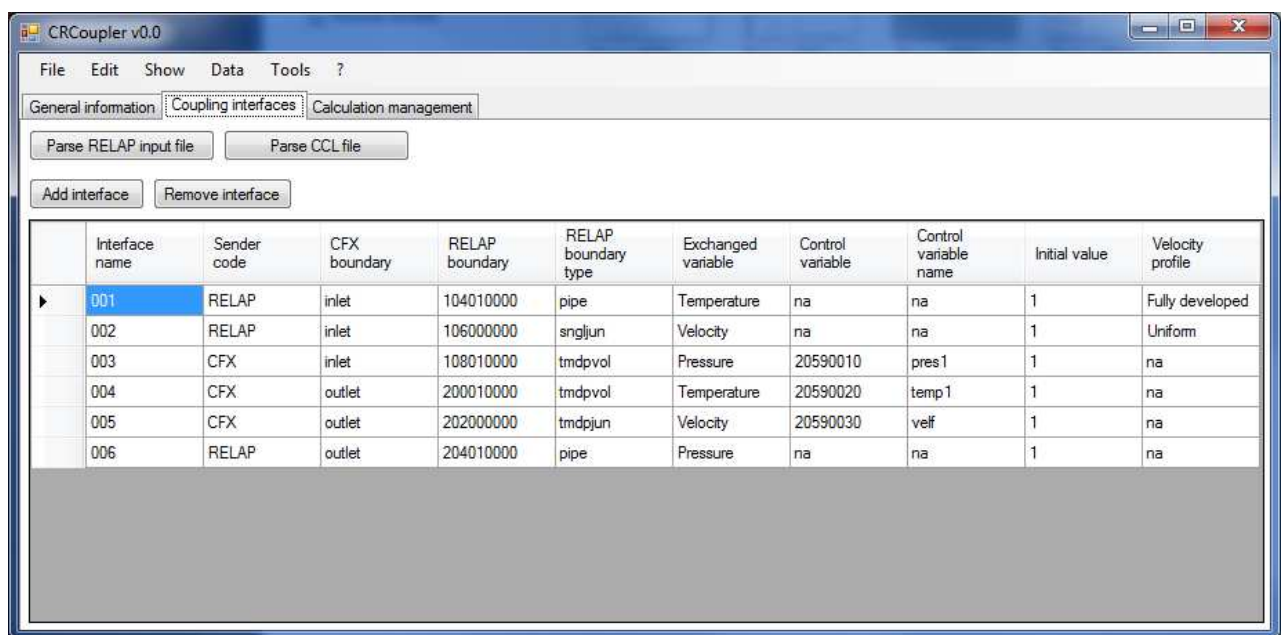 CRCoupler v0.0
File Edit Show Data Tools ?
General information Coupling interfaces Calculation management
Parse RELAP input file Parse CCL file
Add interface Remove interface
Interface name Sender code CFX boundary RELAP boundary RELAP boundary type Exchanged variable Control variable Control variable name Initial value Velocity profile
001 RELAP inlet 104010000 pipe Temperature na na 1 Fully developed
002 RELAP inlet 106000000 sngljun Velocity na na 1 Uniform
003 CFX inlet 108010000 tmdpvol Pressure 20590010 pres1 1 na
004 CFX outlet 200010000 tmdpvol Temperature 20590020 temp1 1 na
005 CFX outlet 202000000 tmdpjun Velocity 20590030 velf 1 na
006 RELAP outlet 204010000 pipe Pressure na na 1 na